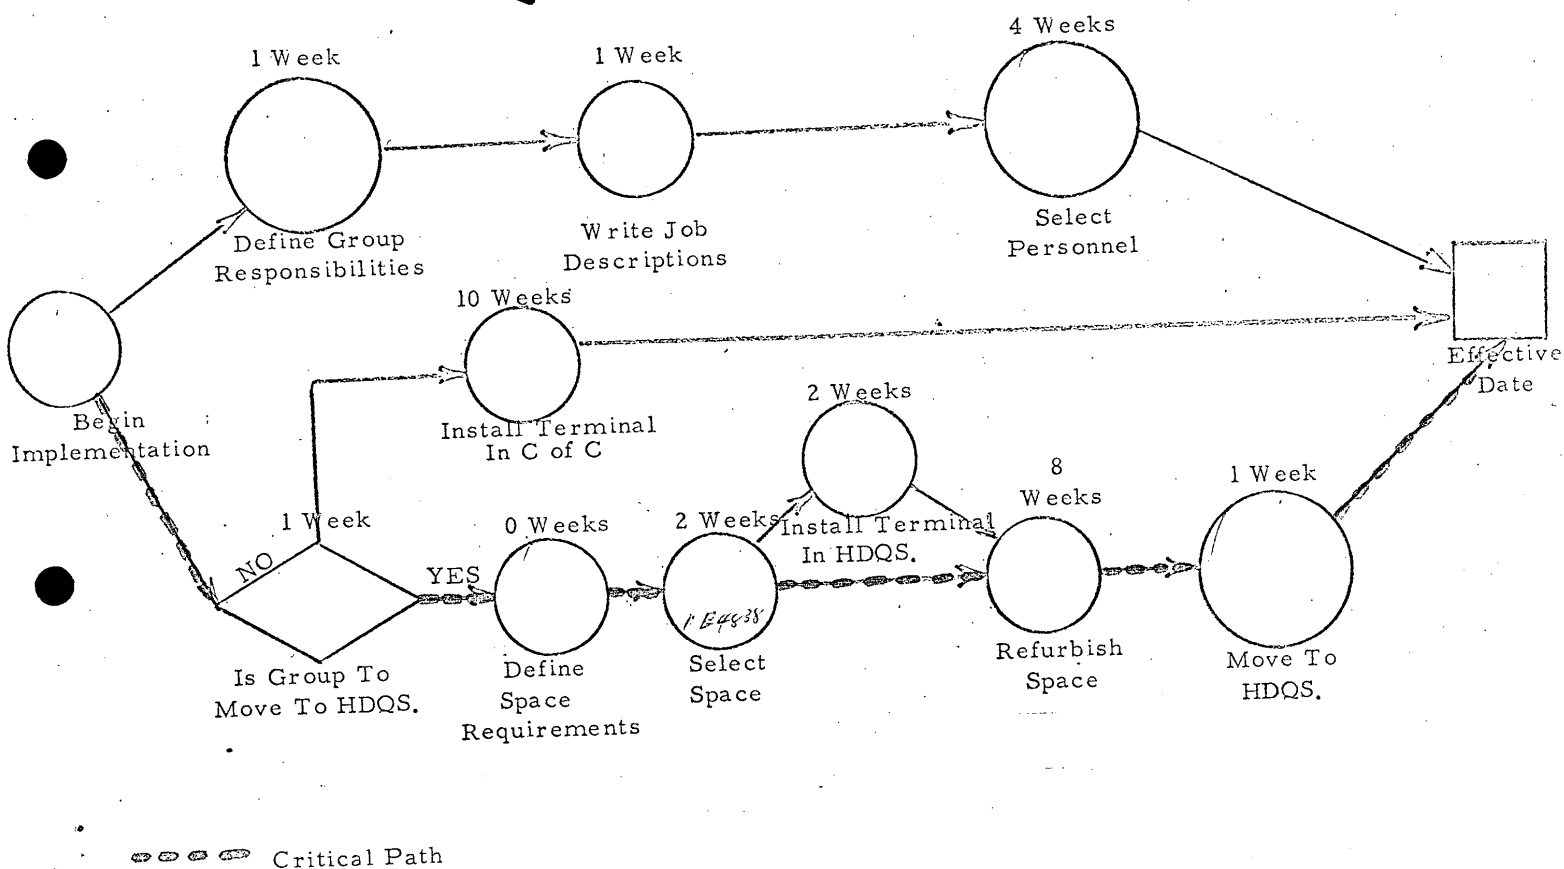 1 Week
Define Group
Responsibilities
1 Week
Write Job
Descriptions
4 Weeks
Select
Personnel
Begin
Implementation
10 Weeks
Install Terminal
In C of C
Effective
Date
1 Week
NO
YES
Is Group To
Move To HDQS.
0 Weeks
Define
Space
Requirements
2 Weeks
Select
Space
2 Weeks
Install Terminal
In HDQS.
8
Weeks
Refurbish
Space
1 Week
Move To
HDQS.
Critical Path